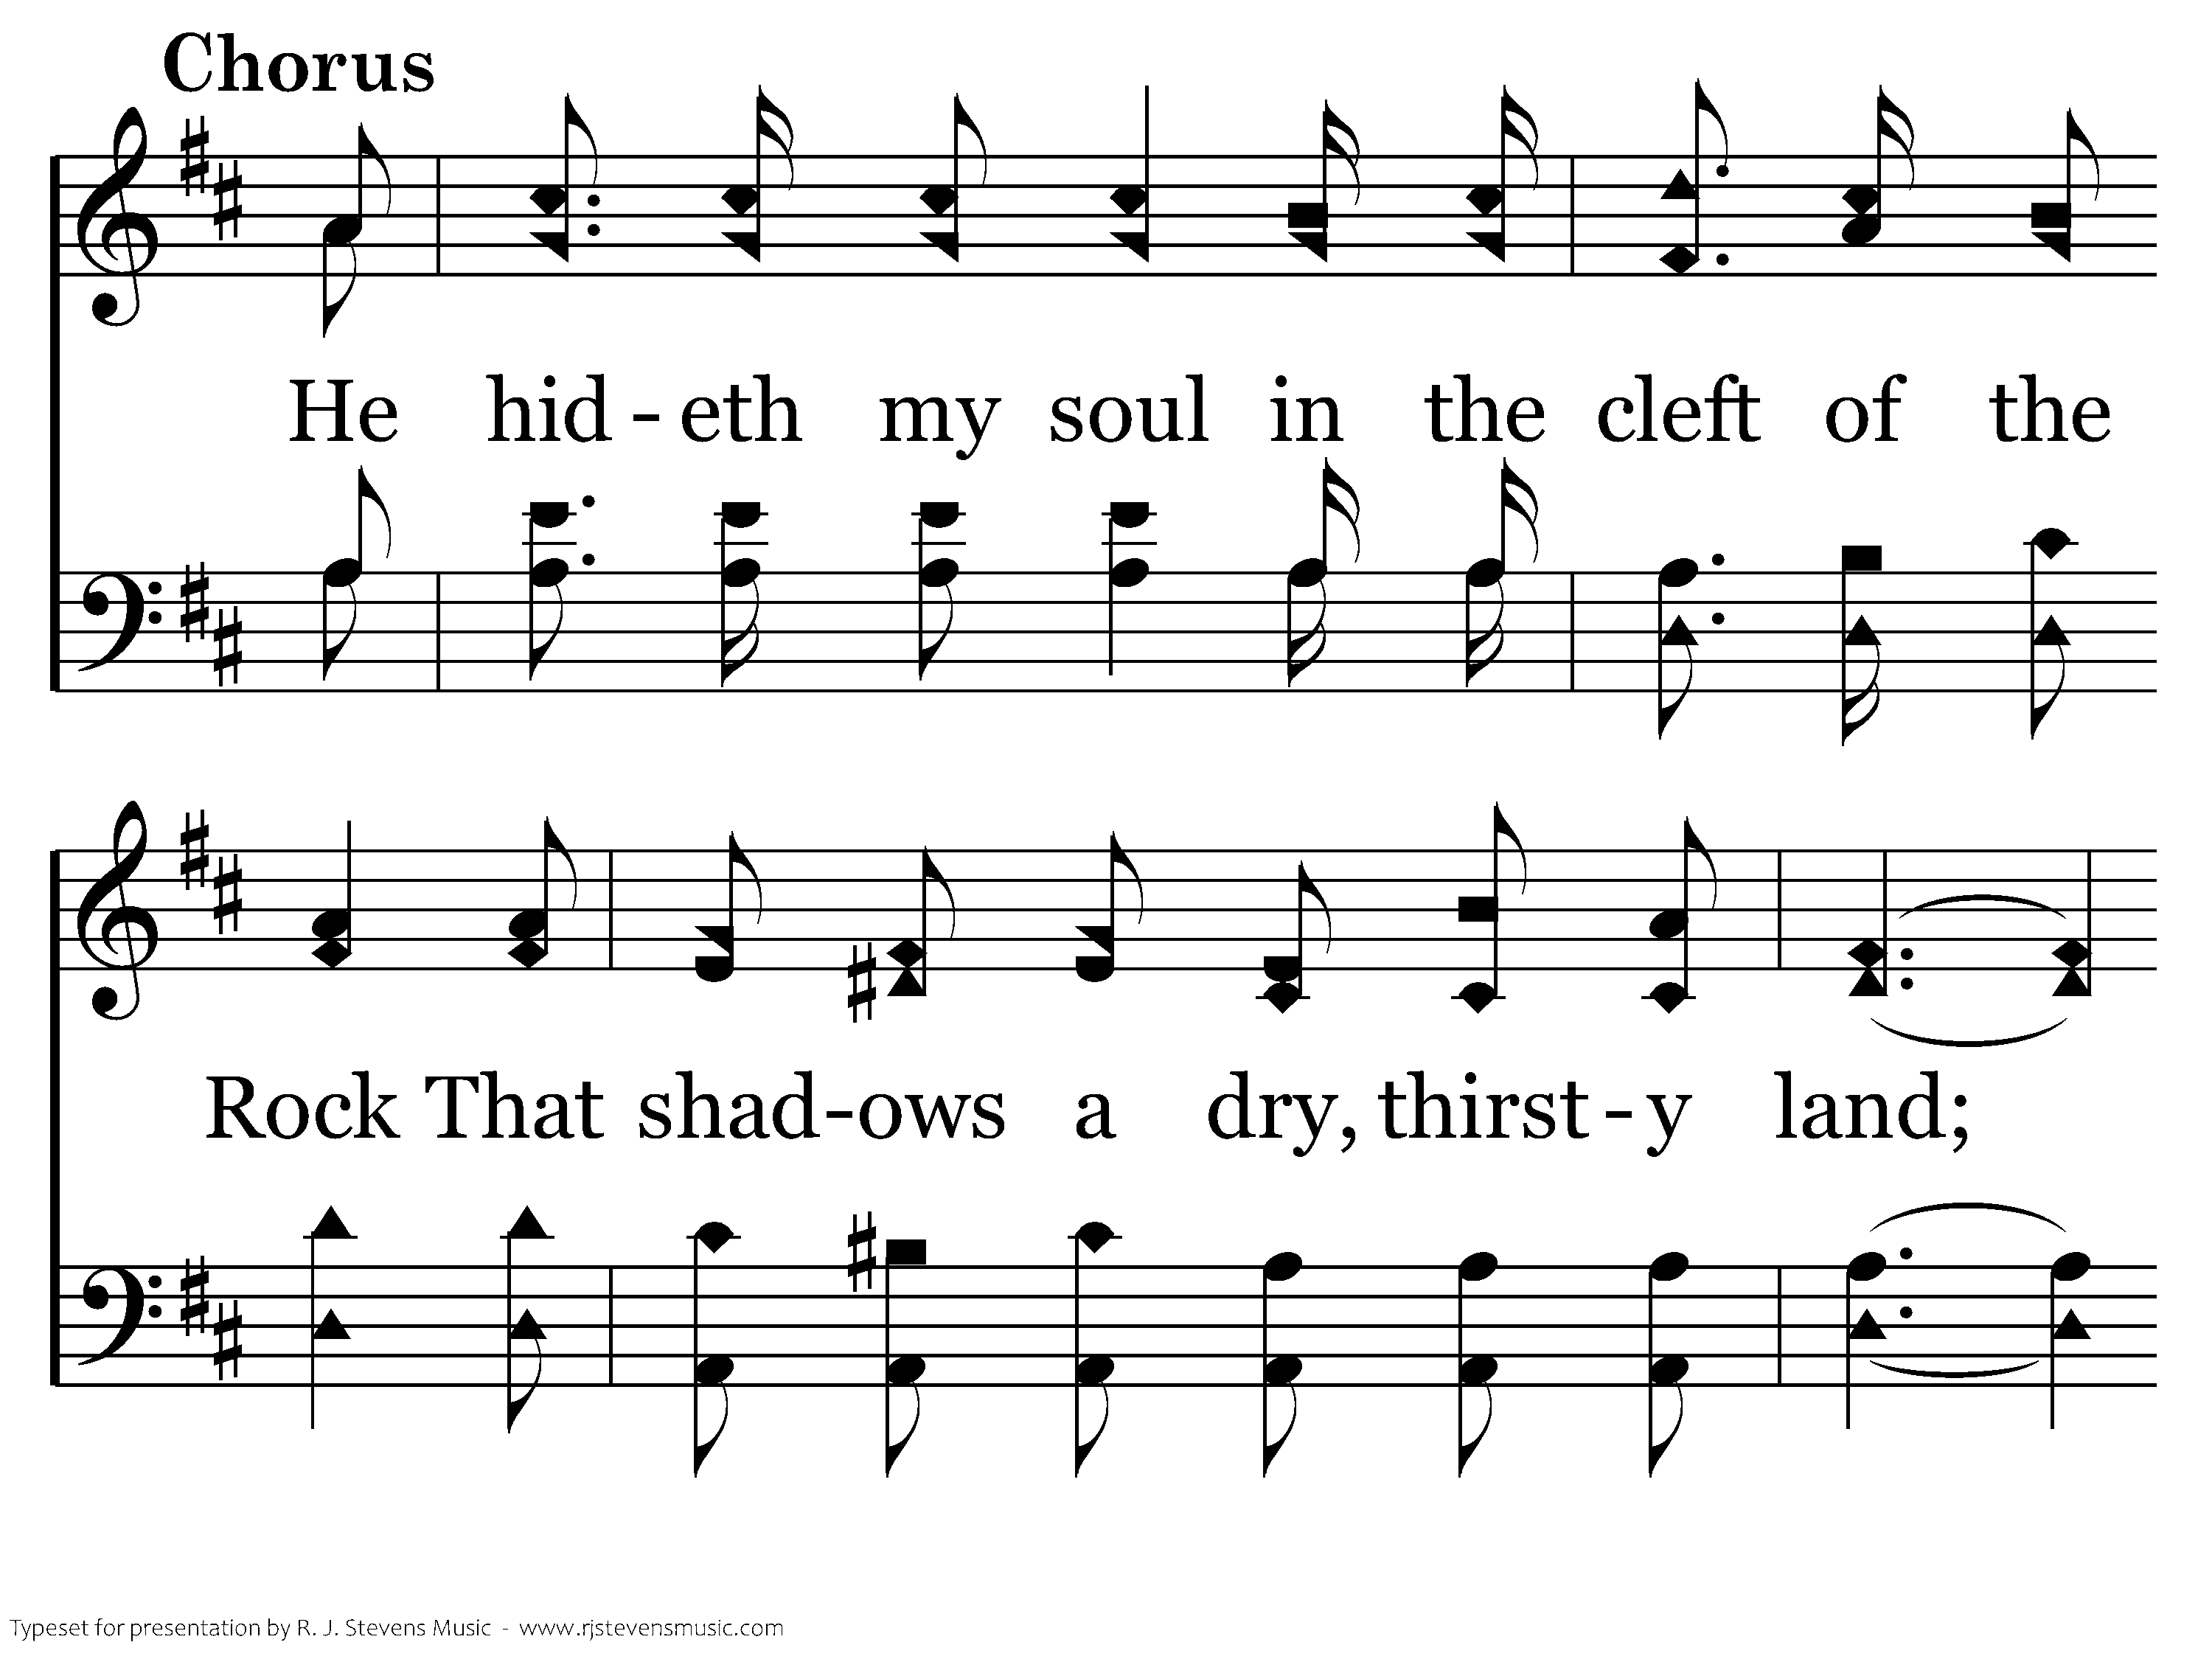 Chorus
He hid - eth my soul in the cleft of the
Rock That shad-ows a dry, thirst - y land;
Typeset for presentation by R. J. Stevens Music - www.rjstevensmusic.com